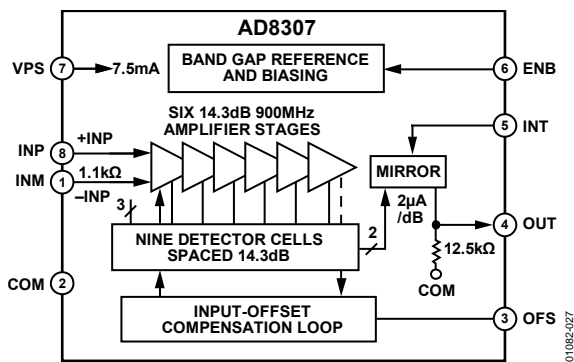 AD8307
VPS
7
7.5mA
BAND GAP REFERENCE
AND BIASING
6
ENB
SIX 14.3dB 900MHz
AMPLIFIER STAGES
5
INT
INP
8
+INP
MIRROR
INM
1
1.1kΩ
–INP
3
2µA
/dB
4
OUT
NINE DETECTOR CELLS
SPACED 14.3dB
2
12.5kΩ
COM
COM
2
INPUT-OFFSET
COMPENSATION LOOP
3
OFS
01082-027